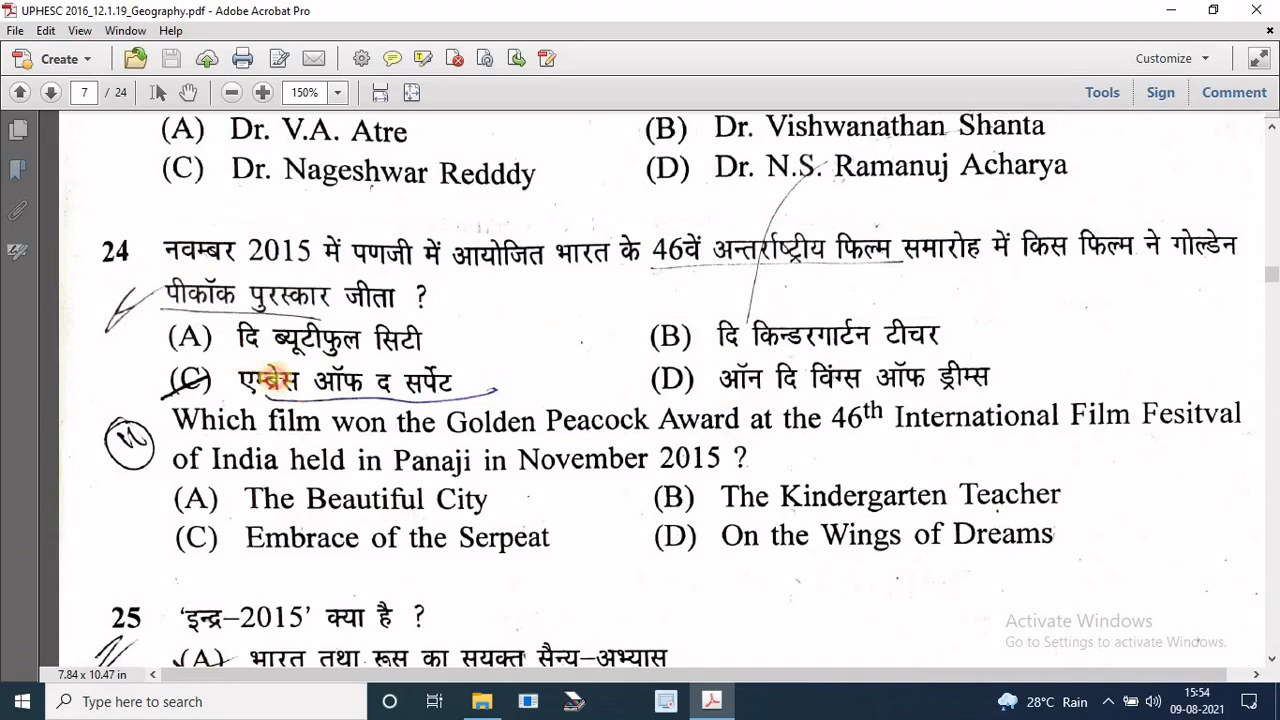 UPHESC 2016_12.1.19_Geography.pdf - Adobe Acrobat Pro
File Edit View Window Help
Create Customize
7 / 24 150% Tools Sign Comment
(A) Dr. V.A. Atre (B) Dr. Vishwanathan Shanta
(C) Dr. Nageshwar Redddy (D) Dr. N.S. Ramanuj Acharya
24 नवम्बर 2015 में पणजी में आयोजित भारत के 46वें अन्तर्राष्ट्रीय फिल्म समारोह में किस फिल्म ने गोल्डेन
पीकॉक पुरस्कार जीता ?
(A) दि ब्यूटीफुल सिटी (B) दि किन्डरगार्टन टीचर
(C) एम्ब्रेस ऑफ द सर्पेट (D) ऑन दि विंग्स ऑफ ड्रीम्स
Which film won the Golden Peacock Award at the 46th International Film Fesitval
of India held in Panaji in November 2015 ?
(A) The Beautiful City (B) The Kindergarten Teacher
(C) Embrace of the Serpeat (D) On the Wings of Dreams
25 'इन्द्र–2015' क्या है ?
(A) भारत तथा रूस का सयक्त सैन्य–अभ्यास
Activate Windows
Go to Settings to activate Windows.
7.84 x 10.47 in
Type here to search 28°C Rain 15:54
09-08-2021